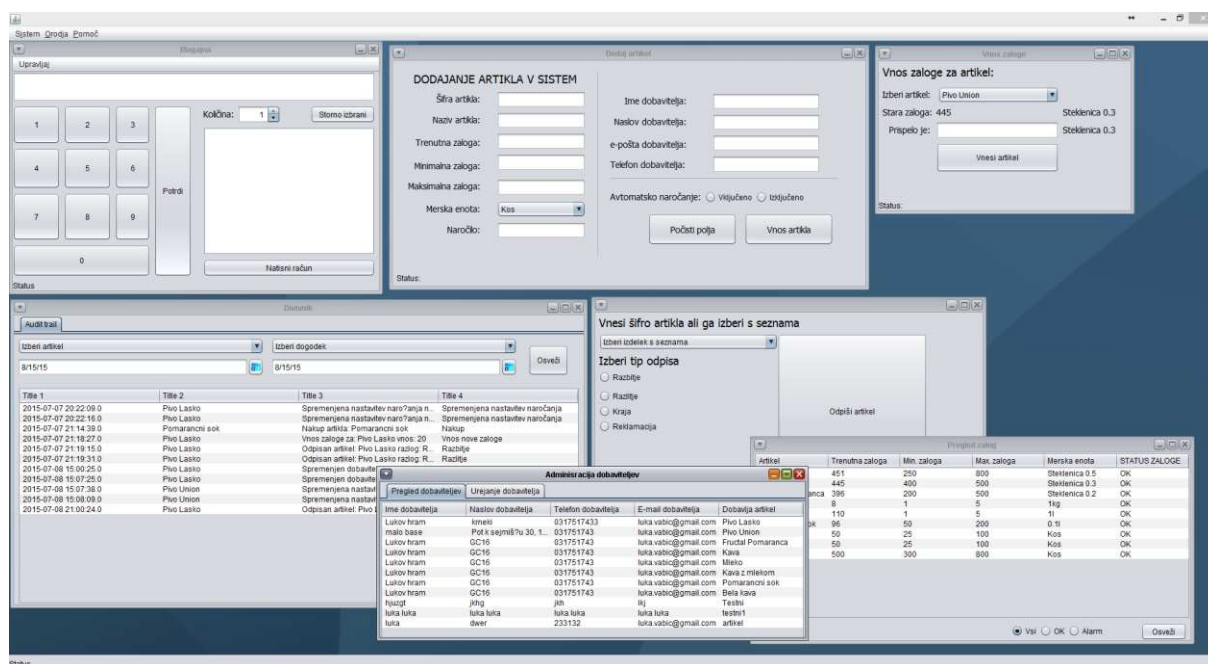 Sistem Orodja Pomoč
Blagajna
Upravljaj
1 2 3
4 5 6
7 8 9
0
Potrdi
Količina: 1
Storno izbrani
Natisni račun
Status
Dodaj artikel
DODAJANJE ARTIKLA V SISTEM
Šifra artikla:
Naziv artikla:
Trenutna zaloga:
Minimalna zaloga:
Maksimalna zaloga:
Merska enota: Kos
Naročilo:
Ime dobavitelja:
Naslov dobavitelja:
e-pošta dobavitelja:
Telefon dobavitelja:
Avtomatsko naročanje: Vključeno Izključeno
Počisti polja Vnos artikla
Status:
Vnos zaloge
Vnos zaloge za artikel:
Izberi artikel: Pivo Union
Stara zaloga: 445 Steklenica 0.3
Prispelo je: Steklenica 0.3
Vnesi artikel
Status:
Dnevnik
Audit trail
Izberi artikel Izberi dogodek
8/15/15 8/15/15
Osveži
Title 1 Title 2 Title 3 Title 4
2015-07-07 20:22:09.0 Pivo Lasko Spremenjena nastavitev naro?anja n... Spremenjena nastavitev naročanja
2015-07-07 20:22:16.0 Pivo Lasko Spremenjena nastavitev naro?anja n... Spremenjena nastavitev naročanja
2015-07-07 21:14:39.0 Pomarancni sok Nakup artikla: Pomarancni sok Nakup
2015-07-07 21:18:27.0 Pivo Lasko Vnos zaloge za: Pivo Lasko vnos: 20 Vnos nove zaloge
2015-07-07 21:19:15.0 Pivo Lasko Odpisan artikel: Pivo Lasko razlog: R... Razbitje
2015-07-07 21:19:31.0 Pivo Lasko Odpisan artikel: Pivo Lasko razlog: R... Razlitje
2015-07-08 15:00:25.0 Pivo Lasko Spremenjen dobavite
2015-07-08 15:07:25.0 Pivo Lasko Spremenjen dobavite
2015-07-08 15:07:38.0 Pivo Union Spremenjena nastavi
2015-07-08 15:08:09.0 Pivo Union Spremenjena nastavi
2015-07-08 21:00:24.0 Pivo Lasko Odpisan artikel: Pivo L
Vnesi šifro artikla ali ga izberi s seznama
Izberi izdelek s seznama
Izberi tip odpisa
Razbitje
Razlitje
Kraja
Reklamacija
Odpiši artikel
Pregled zalog
Artikel Trenutna zaloga Min. zaloga Max. zaloga Merska enota STATUS ZALOGE
451 250 800 Steklenica 0.5 OK
445 400 500 Steklenica 0.3 OK
anca 396 200 500 Steklenica 0.2 OK
8 1 5 1kg OK
110 1 5 1l OK
ok 96 50 200 0.1l OK
50 25 100 Kos OK
50 25 100 Kos OK
500 300 800 Kos OK
Vsi OK Alarm Osveži
Adminisracija dobaviteljev
Pregled dobaviteljev Urejanje dobavitelja
Ime dobavitelja Naslov dobavitelja Telefon dobavitelja E-mail dobavitelja Dobavlja artikel
Lukov hram kmeki 0317517433 luka.vabic@gmail.com Pivo Lasko
malo base Pot k sejmiš?u 30, 1... 031751743 luka.vabic@gmail.com Pivo Union
Lukov hram GC16 031751743 luka.vabic@gmail.com Fructal Pomaranca
Lukov hram GC16 031751743 luka.vabic@gmail.com Kava
Lukov hram GC16 031751743 luka.vabic@gmail.com Mleko
Lukov hram GC16 031751743 luka.vabic@gmail.com Kava z mlekom
Lukov hram GC16 031751743 luka.vabic@gmail.com Pomarancni sok
Lukov hram GC16 031751743 luka.vabic@gmail.com Bela kava
hjuzgt jkhg jkh lkj Testni
luka luka luka luka luka luka luka luka testni1
luka dwer 233132 luka.vabic@gmail.com artikel
Status